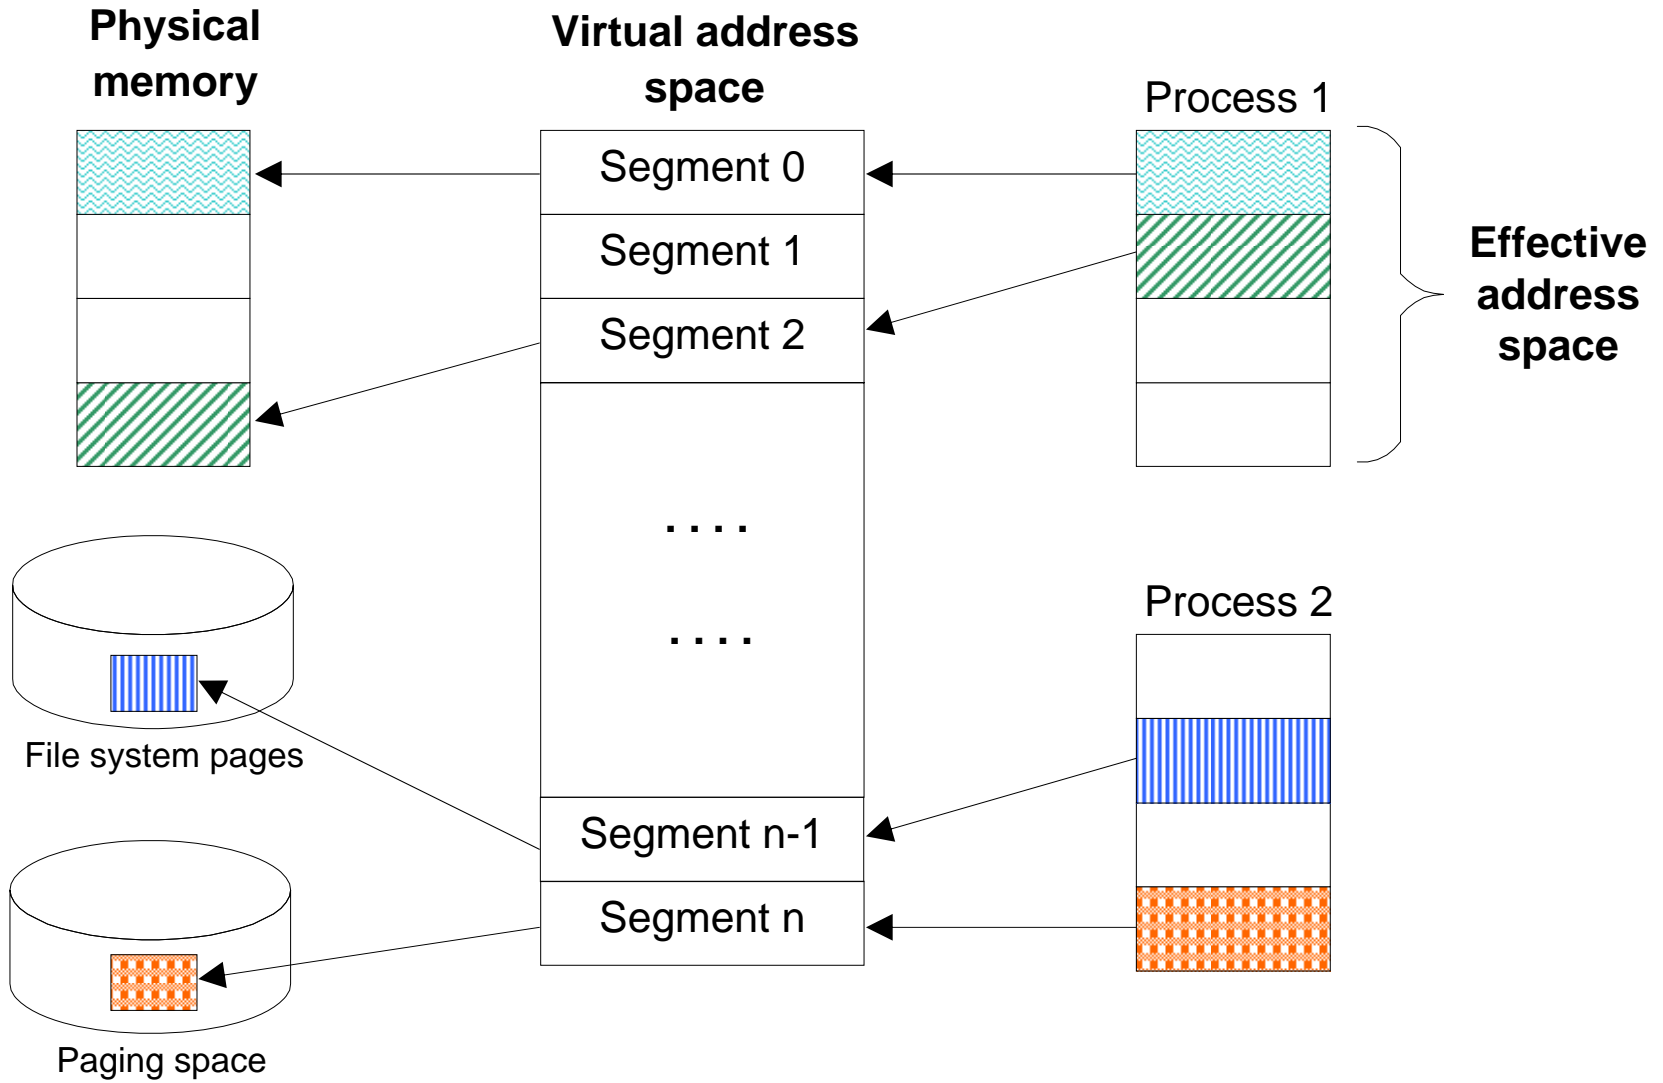 Physical
memory
Virtual address
space
Process 1
Segment 0
Segment 1
Segment 2
Effective
address
space
. . . .
. . . .
Process 2
File system pages
Segment n-1
Segment n
Paging space